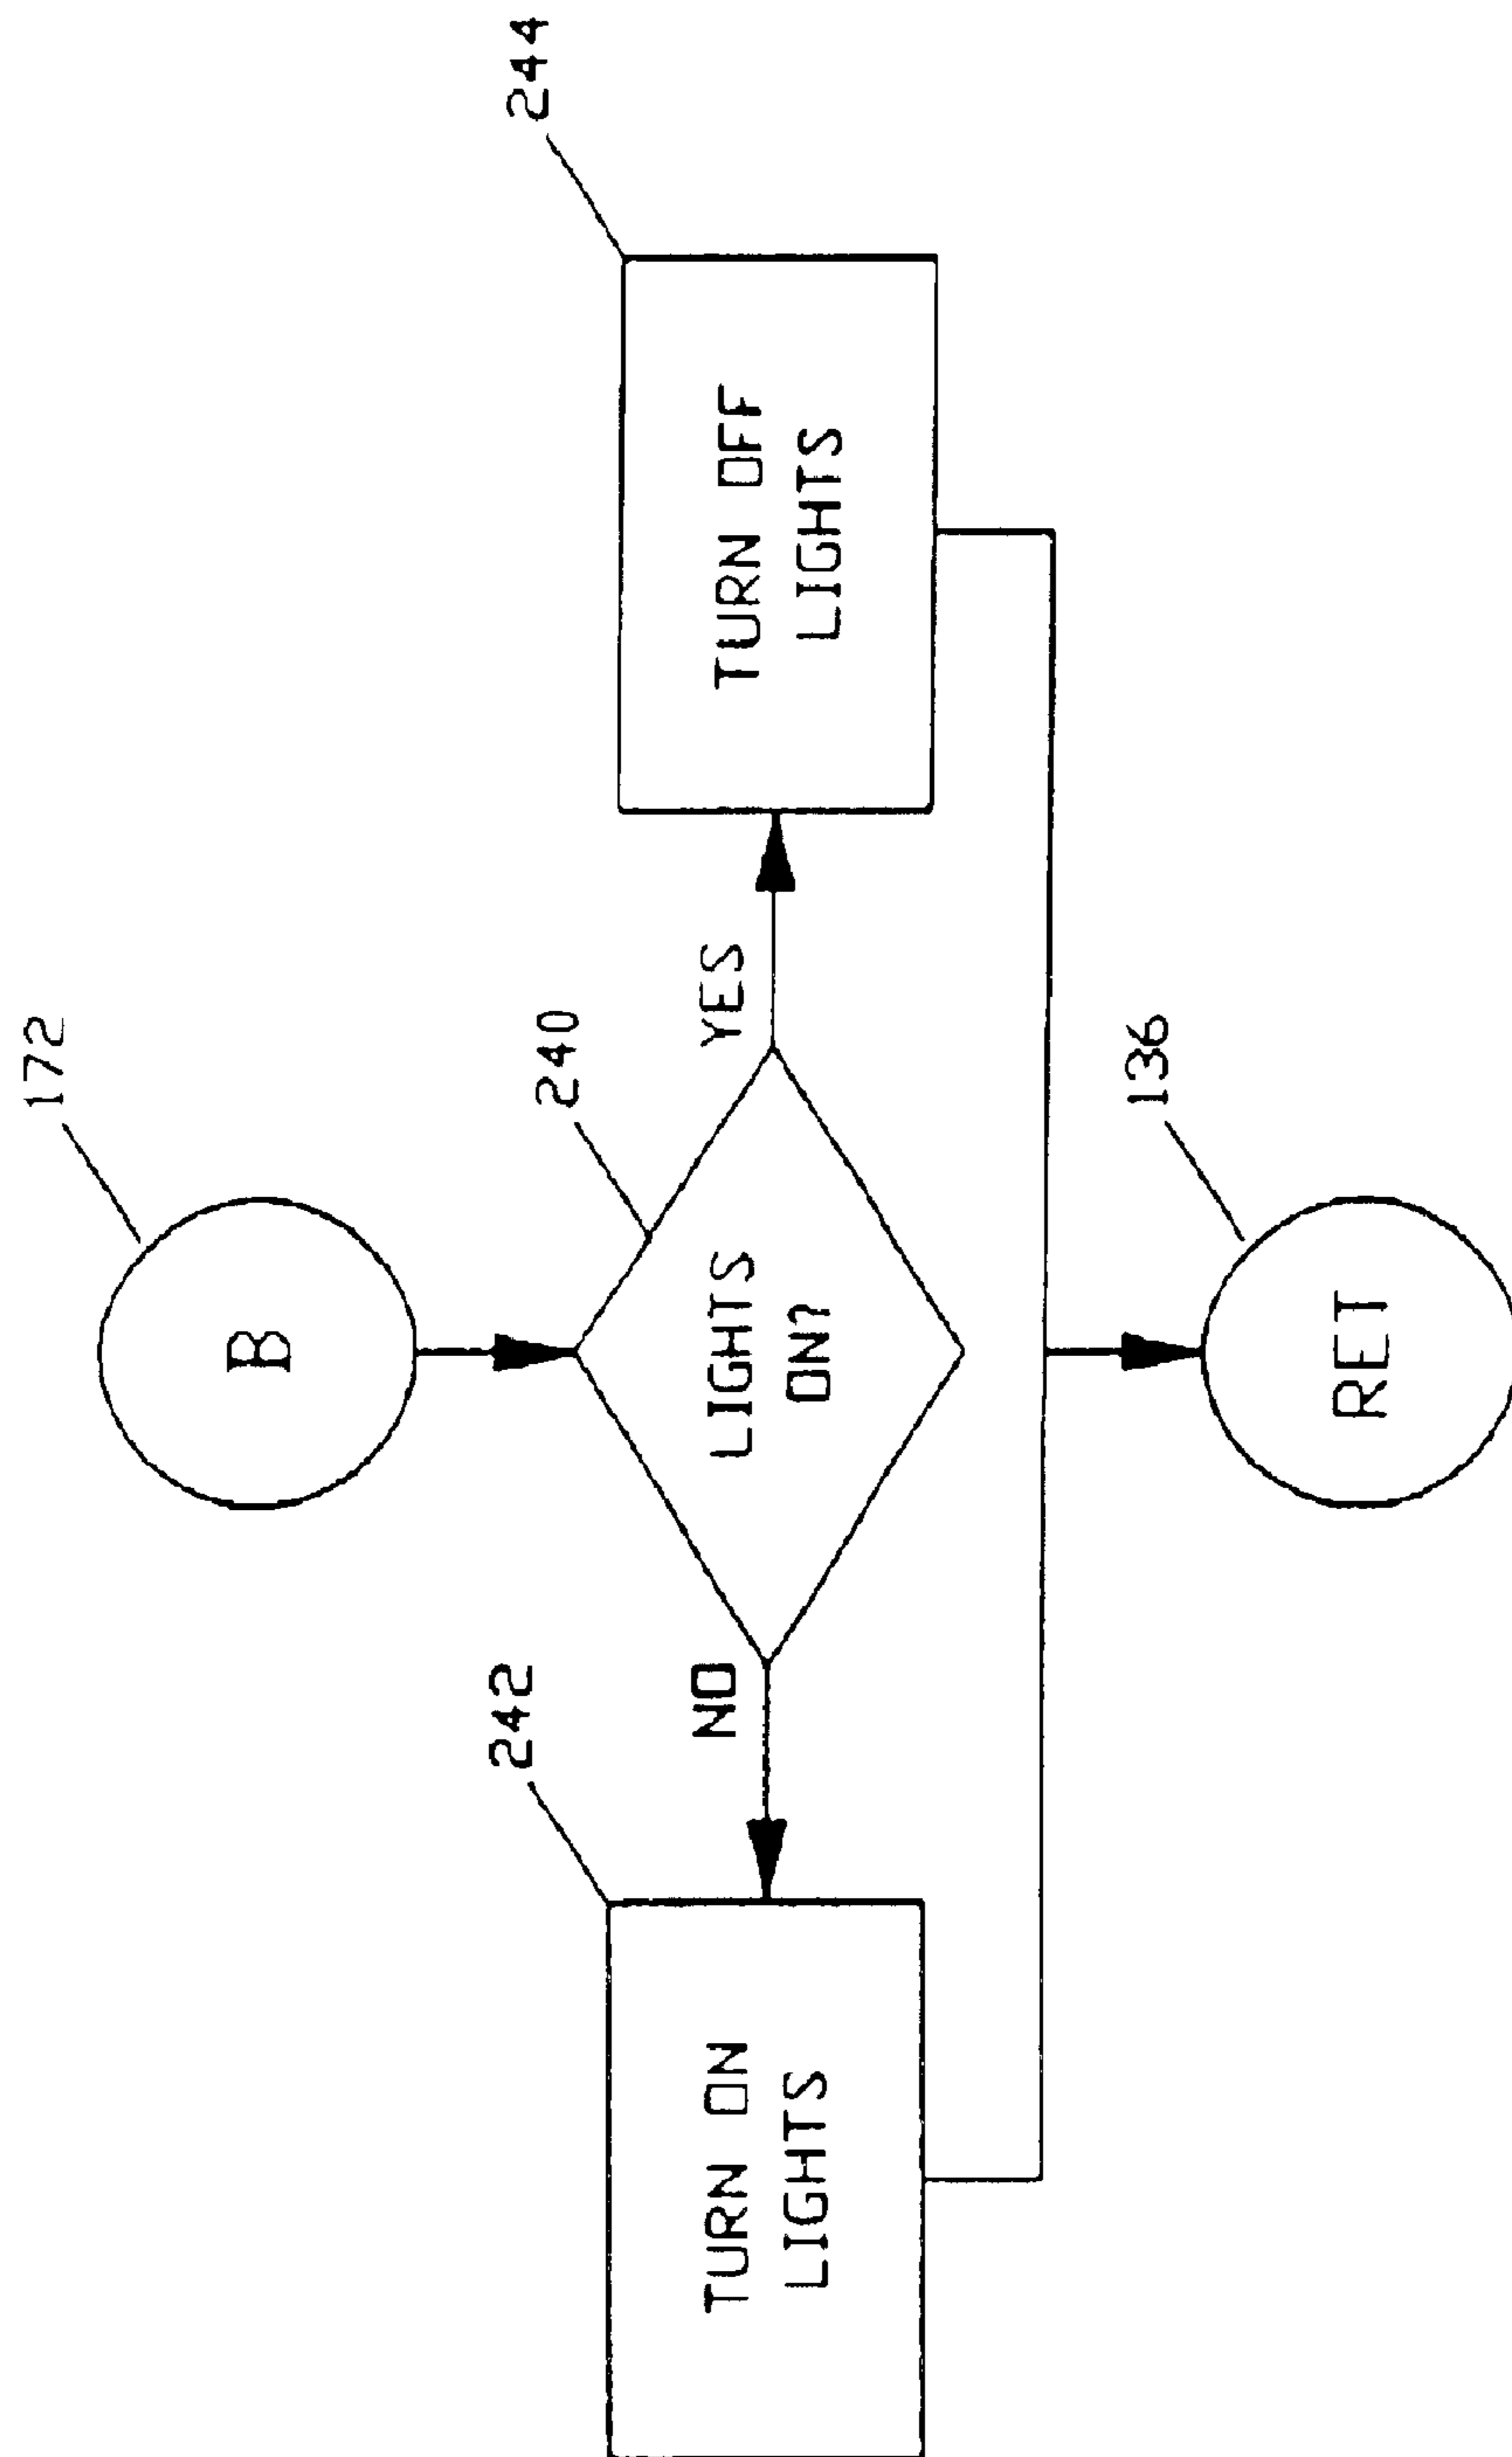 172
B
240
LIGHTS
ON?
NO
YES
242
TURN ON
LIGHTS
244
TURN OFF
LIGHTS
136
RET